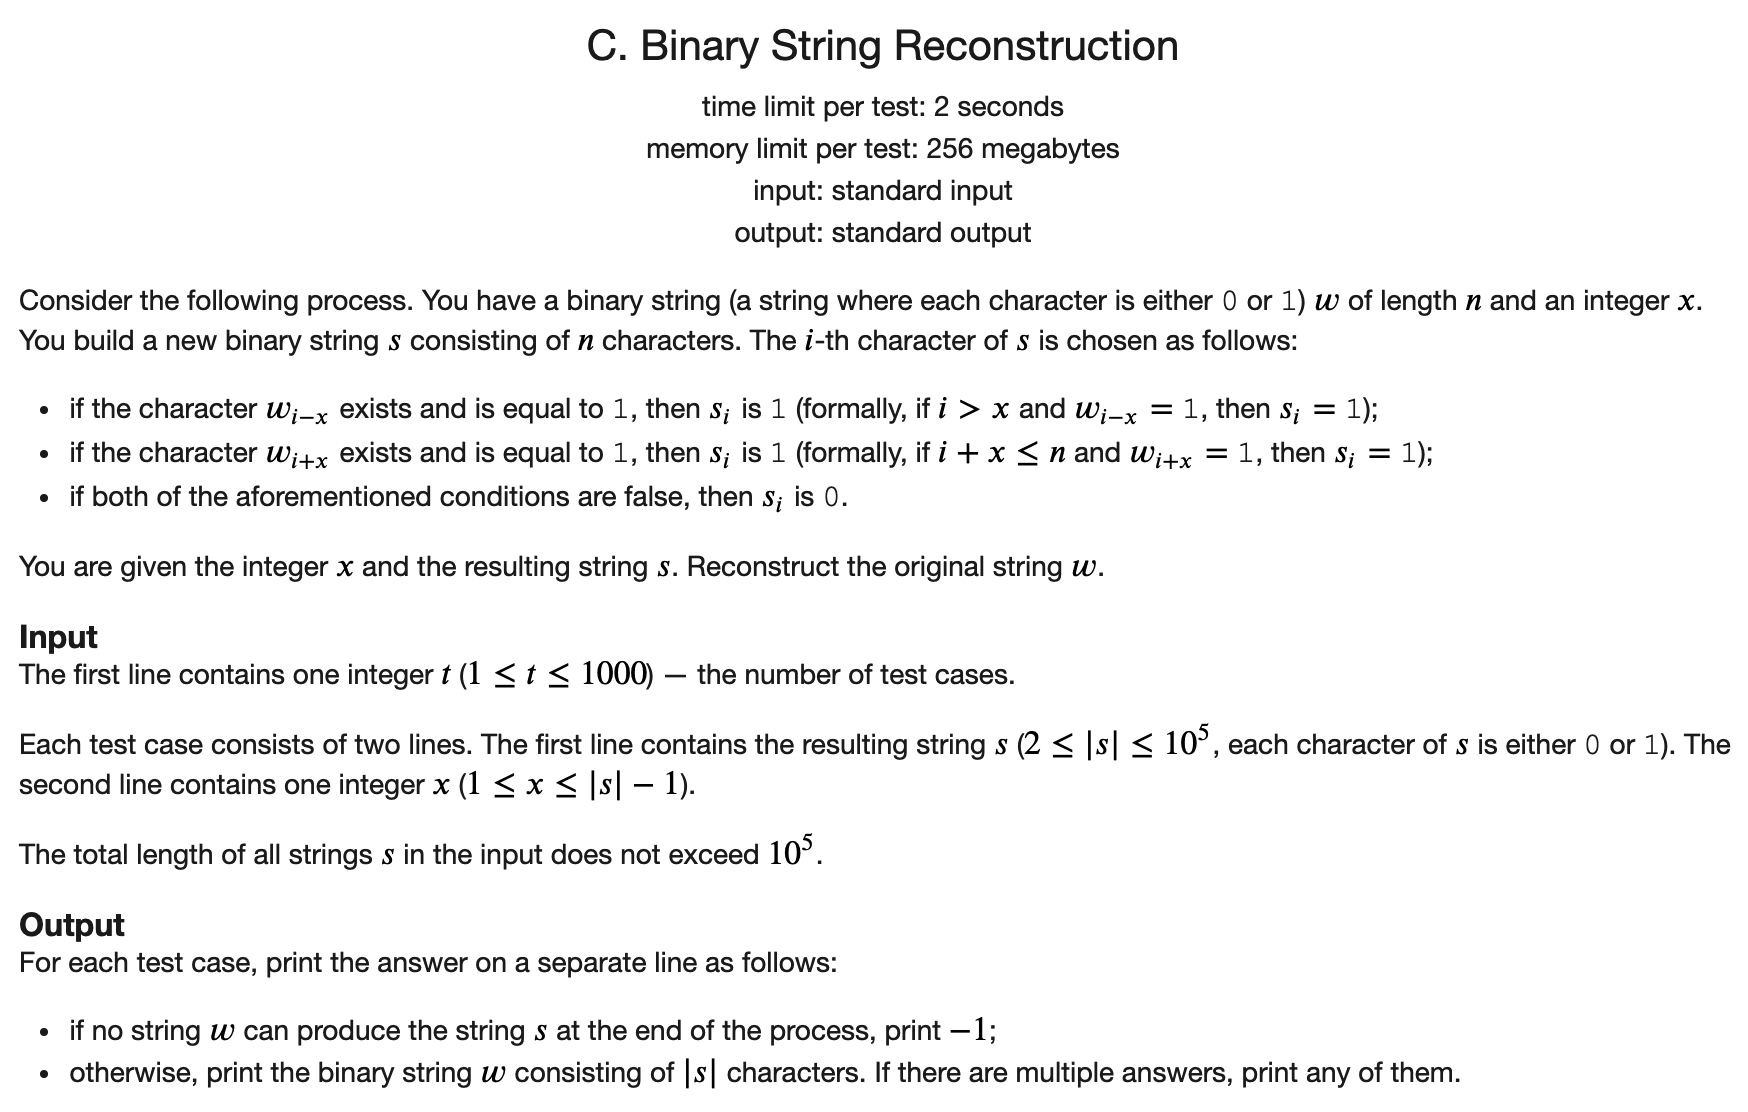 C. Binary String Reconstruction
time limit per test: 2 seconds
memory limit per test: 256 megabytes
input: standard input
output: standard output
Consider the following process. You have a binary string (a string where each character is either 0 or 1) w of length n and an integer x.
You build a new binary string s consisting of n characters. The i-th character of s is chosen as follows:
• if the character w_{i−x} exists and is equal to 1, then s_i is 1 (formally, if i > x and w_{i−x} = 1, then s_i = 1);
• if the character w_{i+x} exists and is equal to 1, then s_i is 1 (formally, if i + x ≤ n and w_{i+x} = 1, then s_i = 1);
• if both of the aforementioned conditions are false, then s_i is 0.
You are given the integer x and the resulting string s. Reconstruct the original string w.
Input
The first line contains one integer t (1 ≤ t ≤ 1000) — the number of test cases.
Each test case consists of two lines. The first line contains the resulting string s (2 ≤ |s| ≤ 10^5, each character of s is either 0 or 1). The
second line contains one integer x (1 ≤ x ≤ |s| − 1).
The total length of all strings s in the input does not exceed 10^5.
Output
For each test case, print the answer on a separate line as follows:
• if no string w can produce the string s at the end of the process, print −1;
• otherwise, print the binary string w consisting of |s| characters. If there are multiple answers, print any of them.